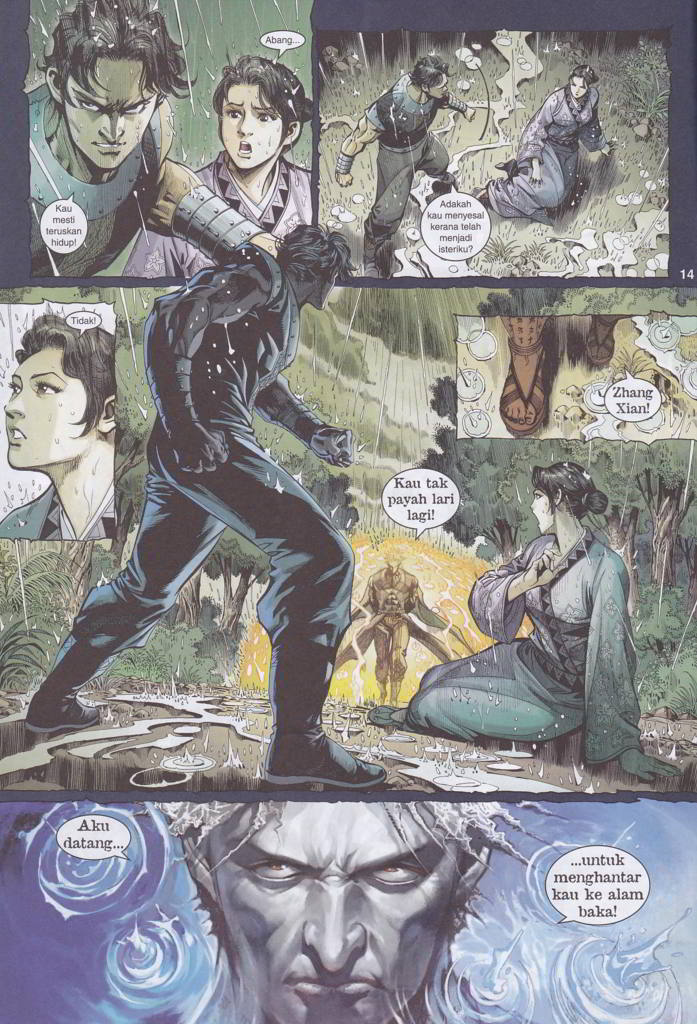 Kau
mesti
teruskan
hidup!
Abang...
Adakah
kau menyesal
kerana telah
menjadi
isteriku?
14
Tidak!
Zhang
Xian!
Kau tak
payah lari
lagi!
Aku
datang...
...untuk
menghantar
kau ke alam
baka!